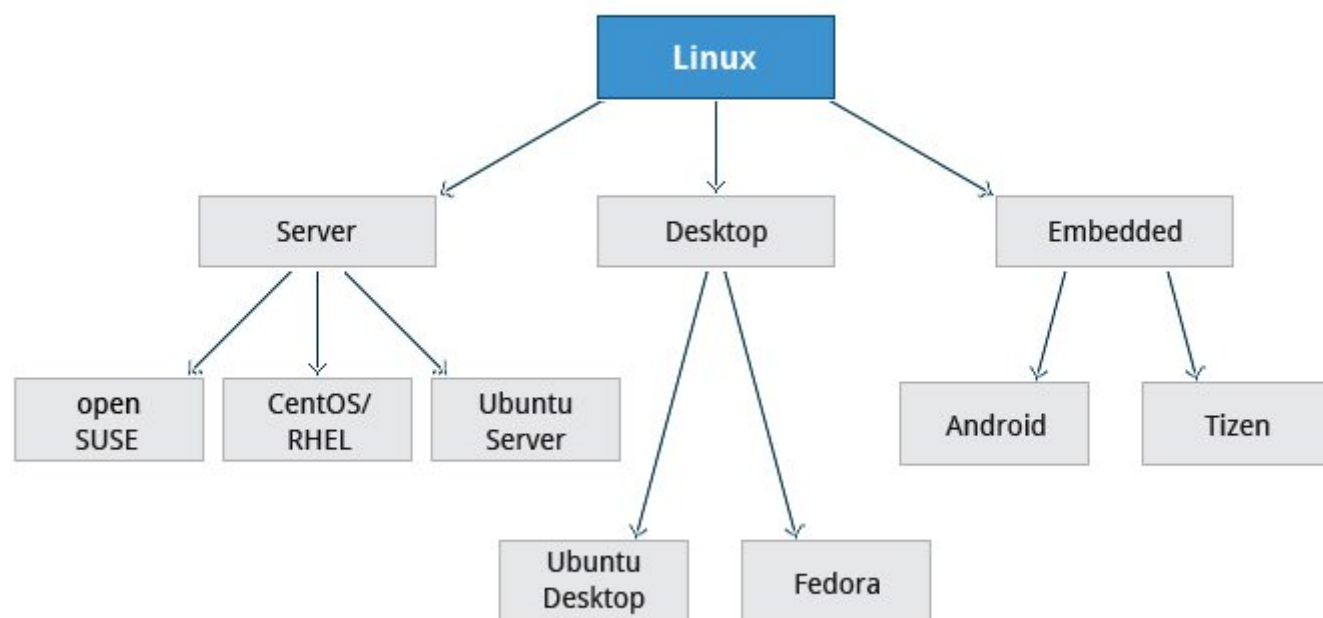 Linux
Server
Desktop
Embedded
open
SUSE
CentOS/
RHEL
Ubuntu
Server
Android
Tizen
Ubuntu
Desktop
Fedora